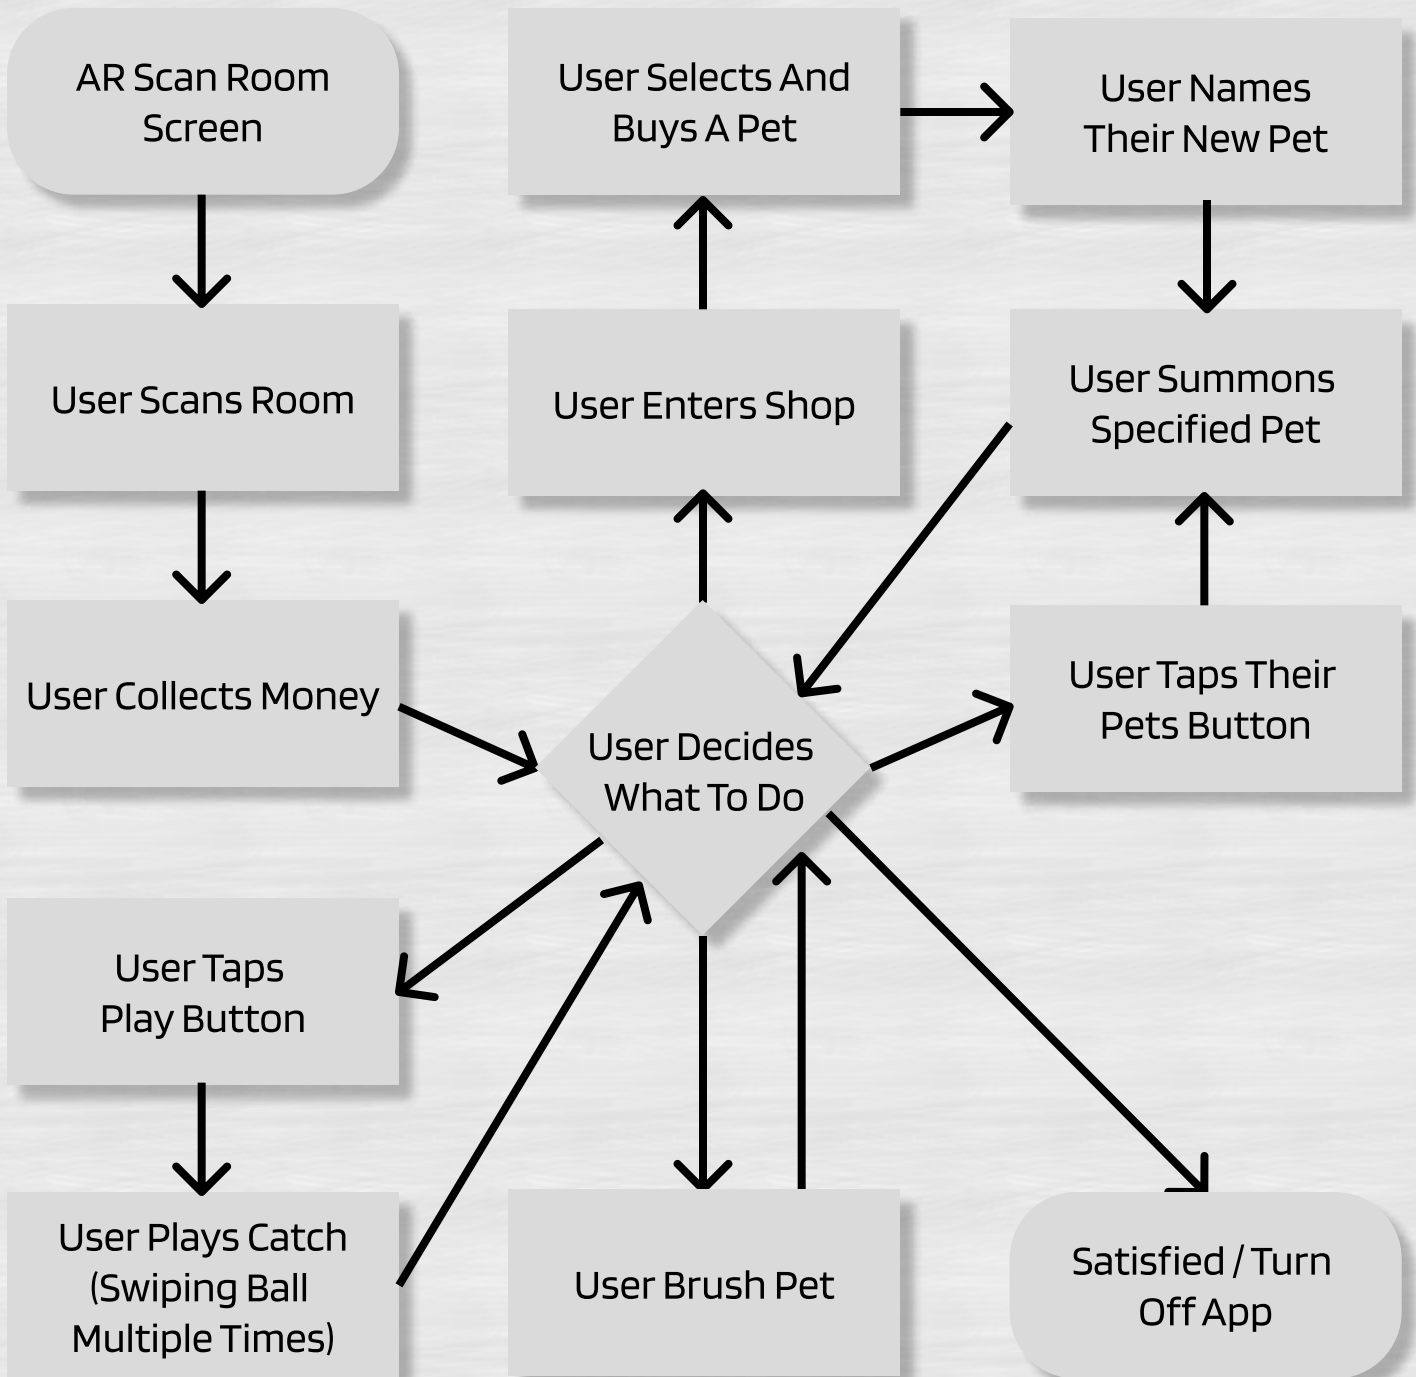 AR Scan Room
Screen
User Scans Room
User Collects Money
User Taps
Play Button
User Plays Catch
(Swiping Ball
Multiple Times)
User Selects And
Buys A Pet
User Enters Shop
User Decides
What To Do
User Brush Pet
User Names
Their New Pet
User Summons
Specified Pet
User Taps Their
Pets Button
Satisfied / Turn
Off App